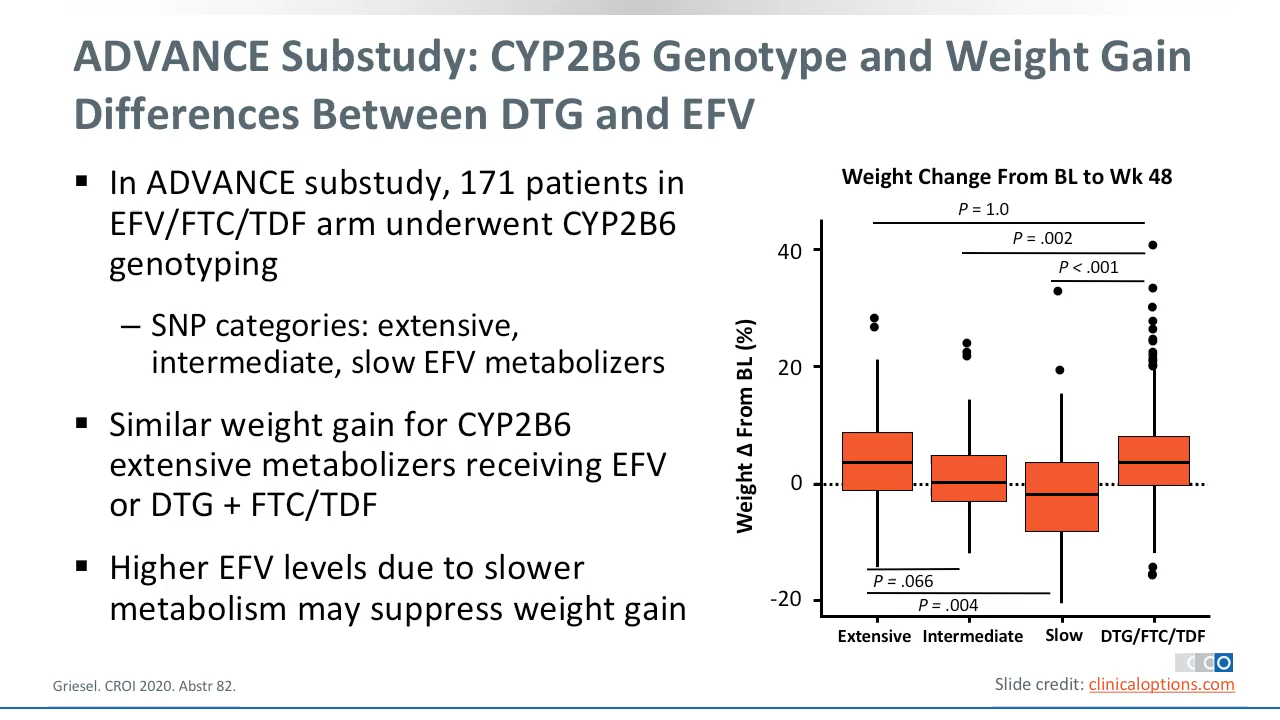 ADVANCE Substudy: CYP2B6 Genotype and Weight Gain
Differences Between DTG and EFV
▪ In ADVANCE substudy, 171 patients in
EFV/FTC/TDF arm underwent CYP2B6
genotyping
– SNP categories: extensive,
intermediate, slow EFV metabolizers
▪ Similar weight gain for CYP2B6
extensive metabolizers receiving EFV
or DTG + FTC/TDF
▪ Higher EFV levels due to slower
metabolism may suppress weight gain
Weight Change From BL to Wk 48
P = 1.0
P = .002
P < .001
Weight Δ From BL (%)
40
20
0
-20
P = .066
P = .004
Extensive Intermediate Slow DTG/FTC/TDF
CCO
Griesel. CROI 2020. Abstr 82.
Slide credit: clinicaloptions.com